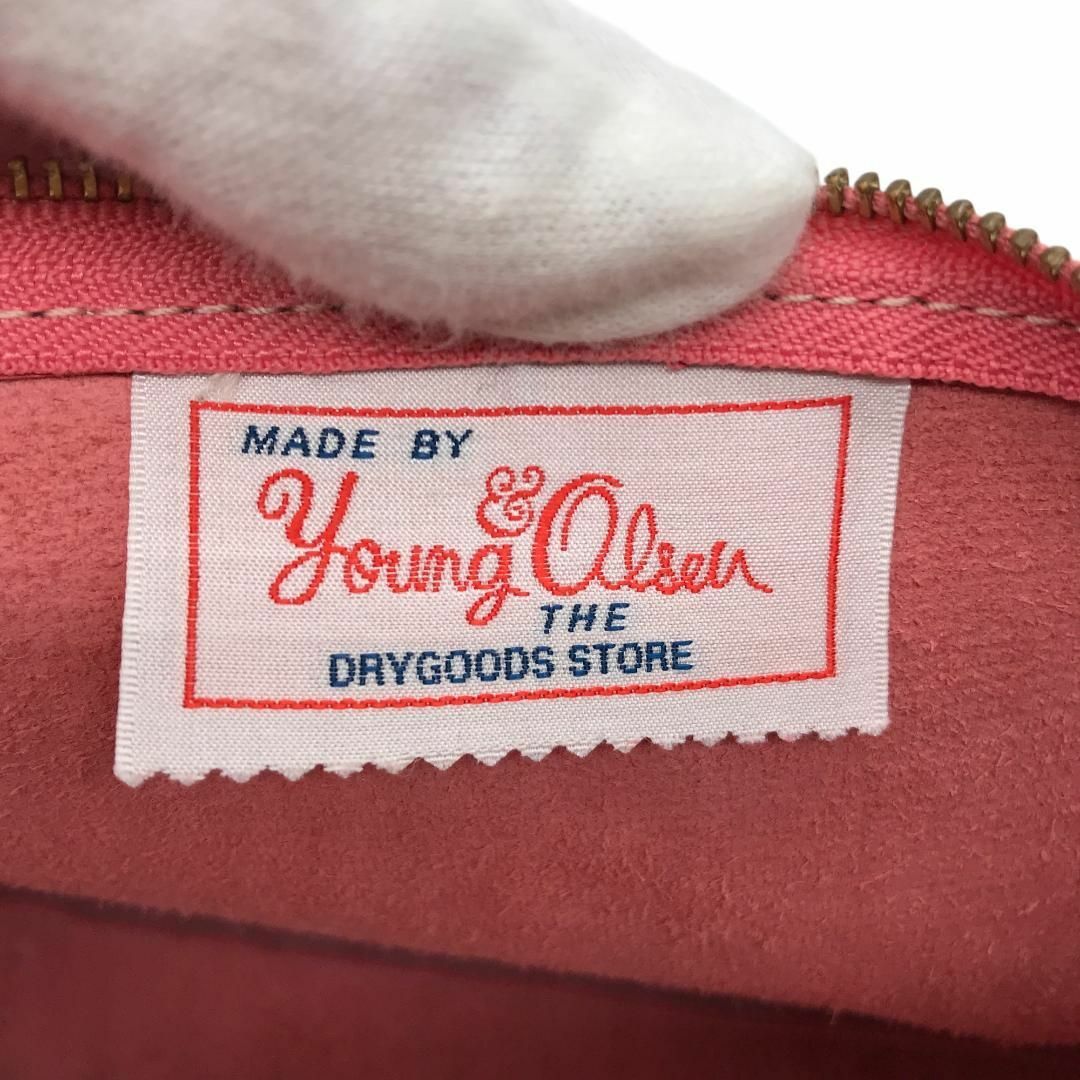 MADE BY
Young & Olsen
THE
DRYGOODS STORE